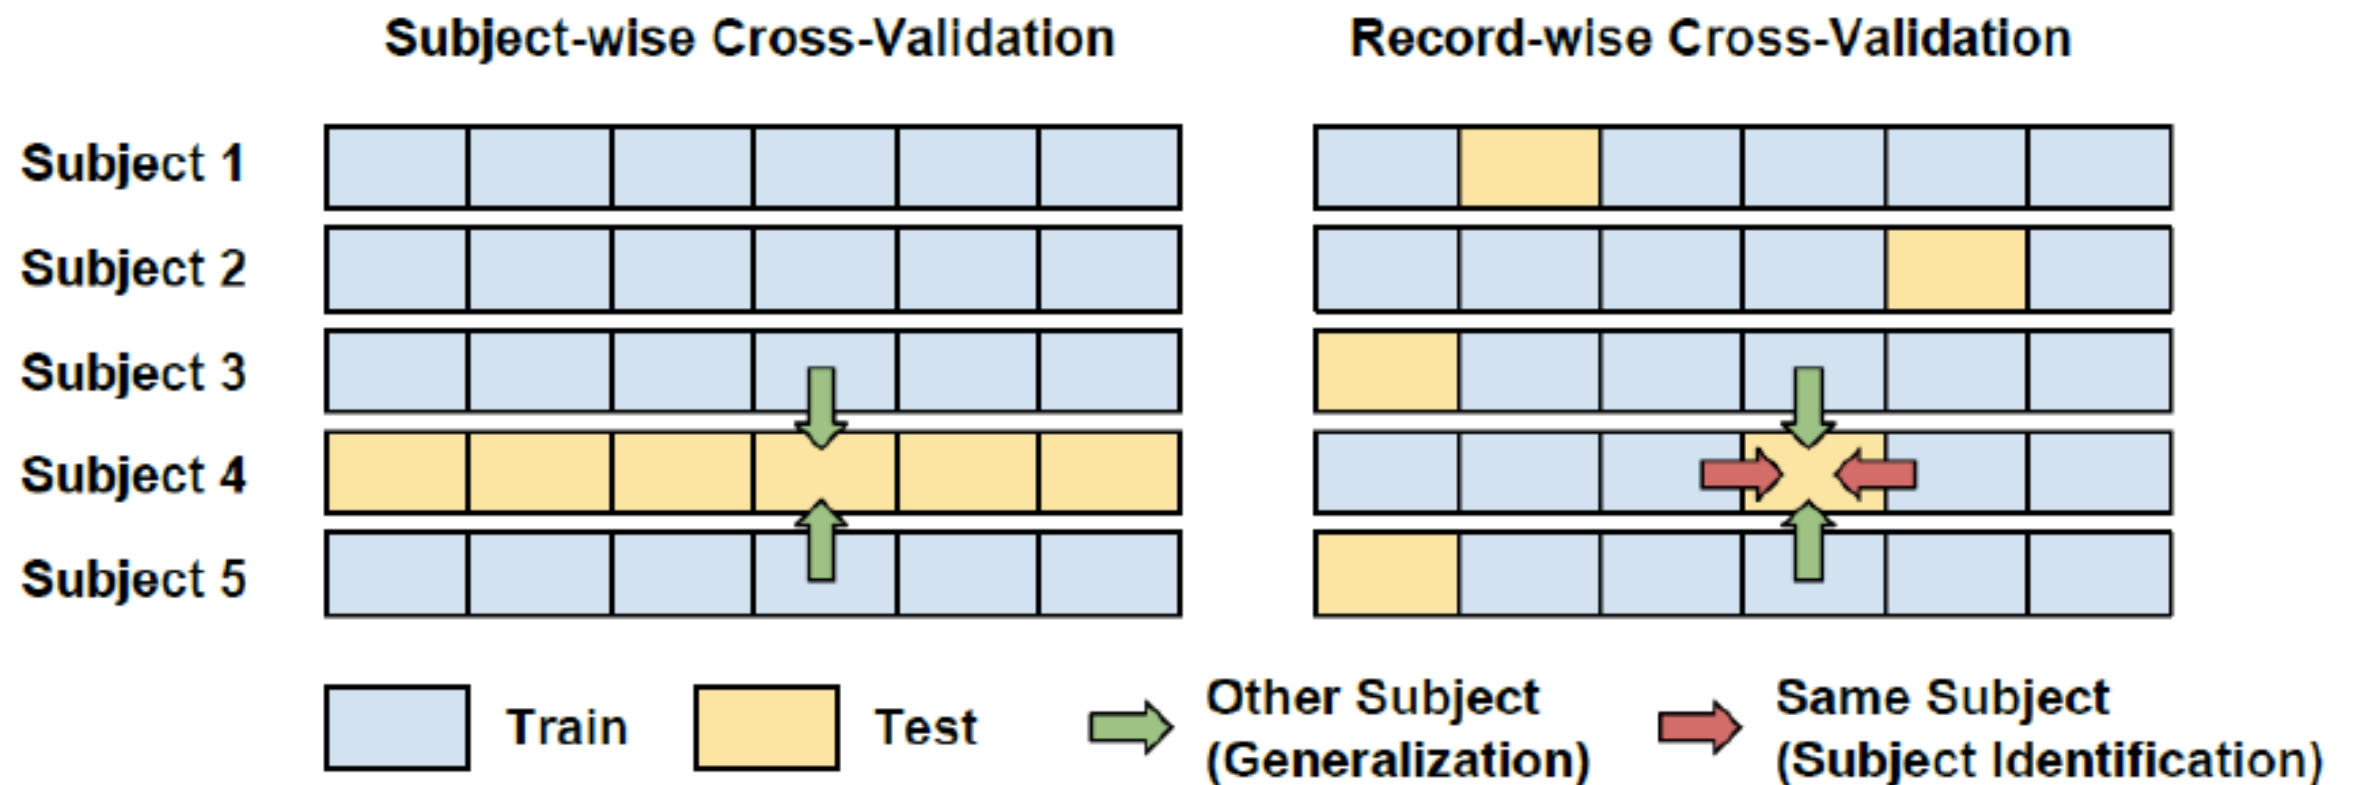 Subject-wise Cross-Validation
Record-wise Cross-Validation
Subject 1
Subject 2
Subject 3
Subject 4
Subject 5
Train
Test
Other Subject
(Generalization)
Same Subject
(Subject Identification)